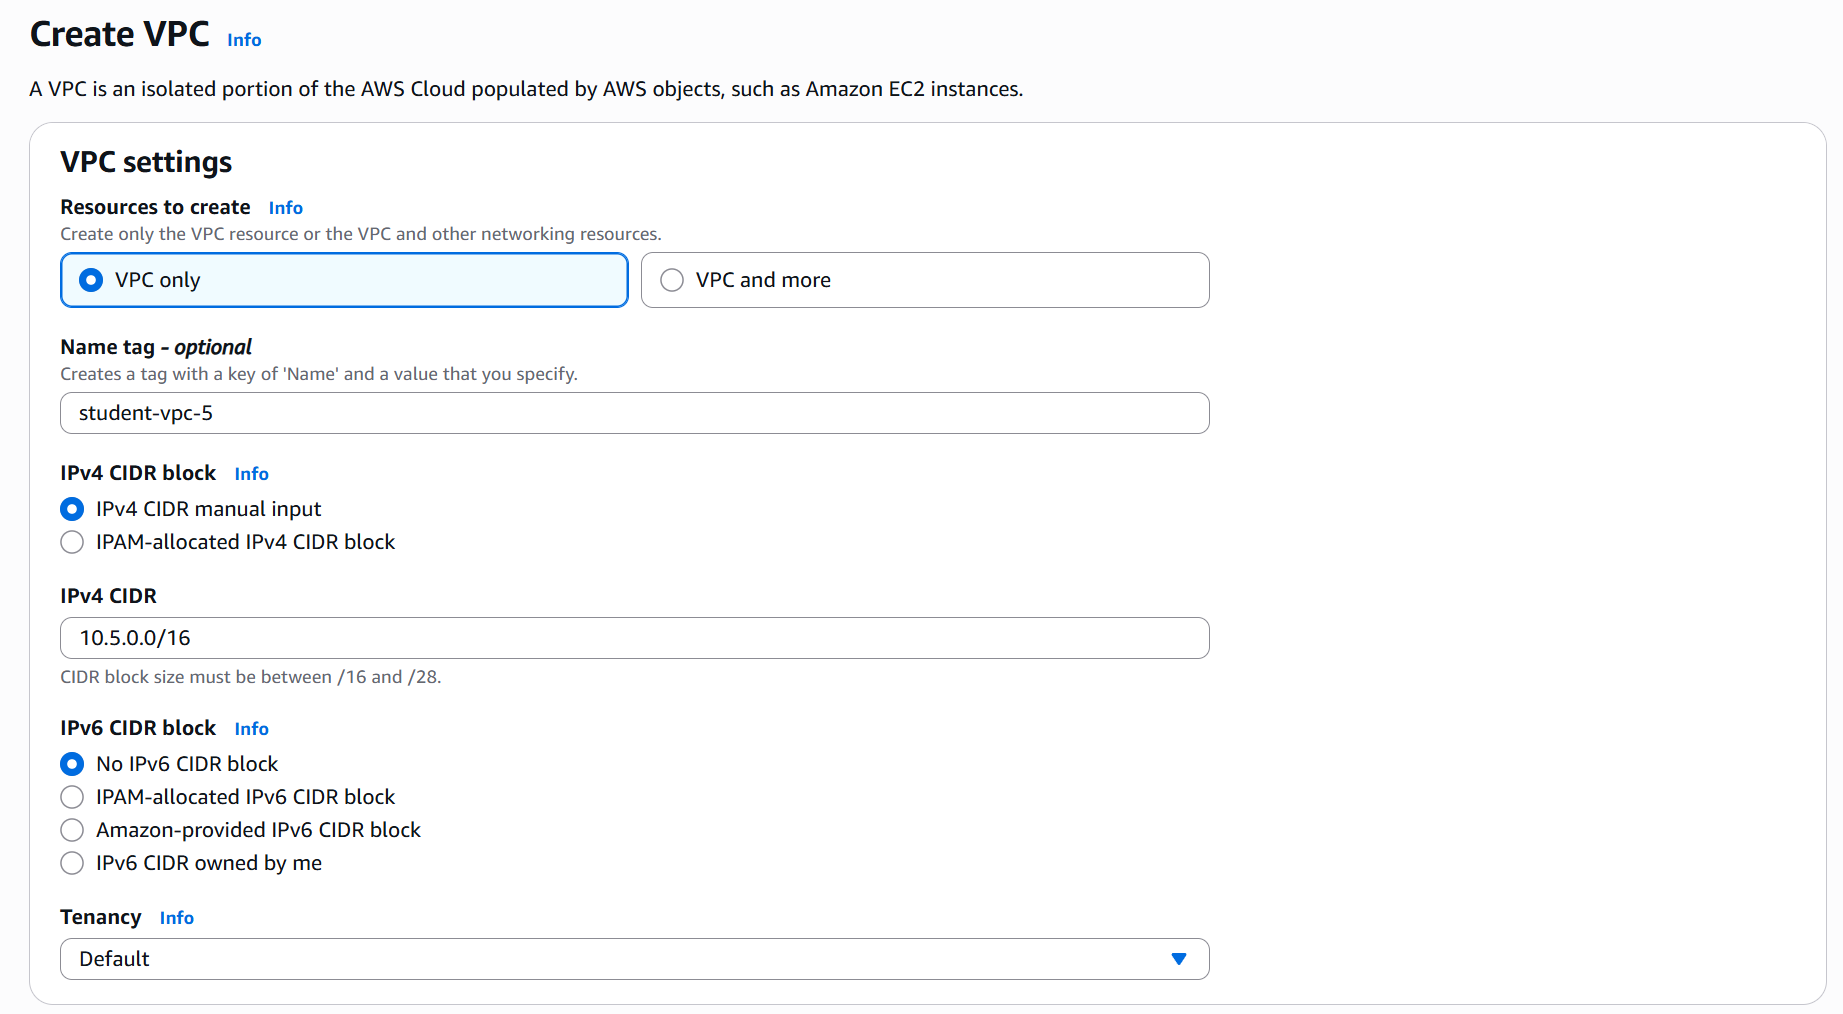 Create VPC Info
A VPC is an isolated portion of the AWS Cloud populated by AWS objects, such as Amazon EC2 instances.
VPC settings
Resources to create Info
Create only the VPC resource or the VPC and other networking resources.
VPC only
VPC and more
Name tag - optional
Creates a tag with a key of 'Name' and a value that you specify.
student-vpc-5
IPv4 CIDR block Info
IPv4 CIDR manual input
IPAM-allocated IPv4 CIDR block
IPv4 CIDR
10.5.0.0/16
CIDR block size must be between /16 and /28.
IPv6 CIDR block Info
No IPv6 CIDR block
IPAM-allocated IPv6 CIDR block
Amazon-provided IPv6 CIDR block
IPv6 CIDR owned by me
Tenancy Info
Default